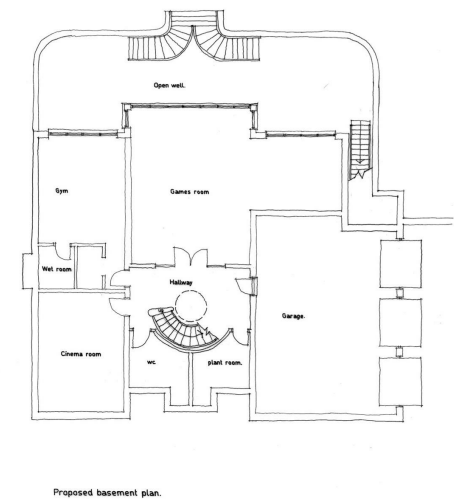 Open well.
Gym
Games room
Wet room
Hallway
Garage.
Cinema room
wc
plant room.
Proposed basement plan.